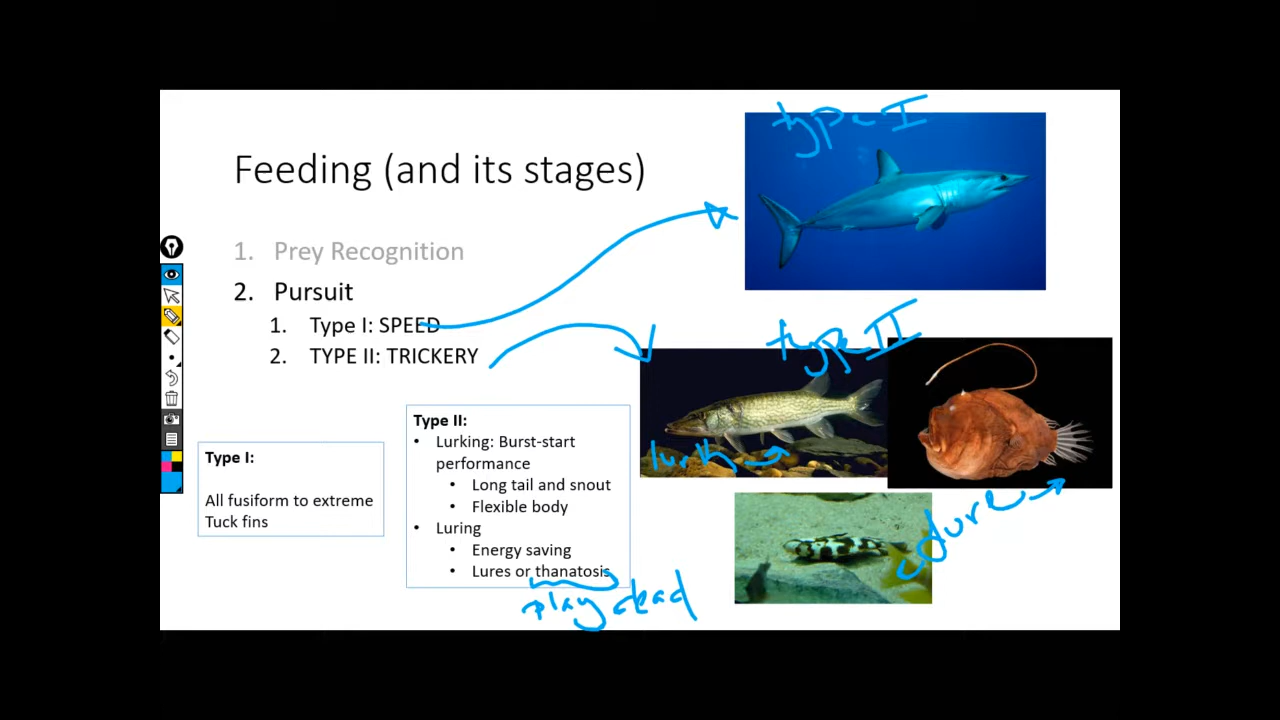 type I
Feeding (and its stages)
1. Prey Recognition
2. Pursuit
1. Type I: SPEED
2. TYPE II: TRICKERY
type II
lurk
Type I:
All fusiform to extreme
Tuck fins
Type II:
• Lurking: Burst-start
performance
• Long tail and snout
• Flexible body
• Luring
• Energy saving
• Lures or thanatosis
play dead